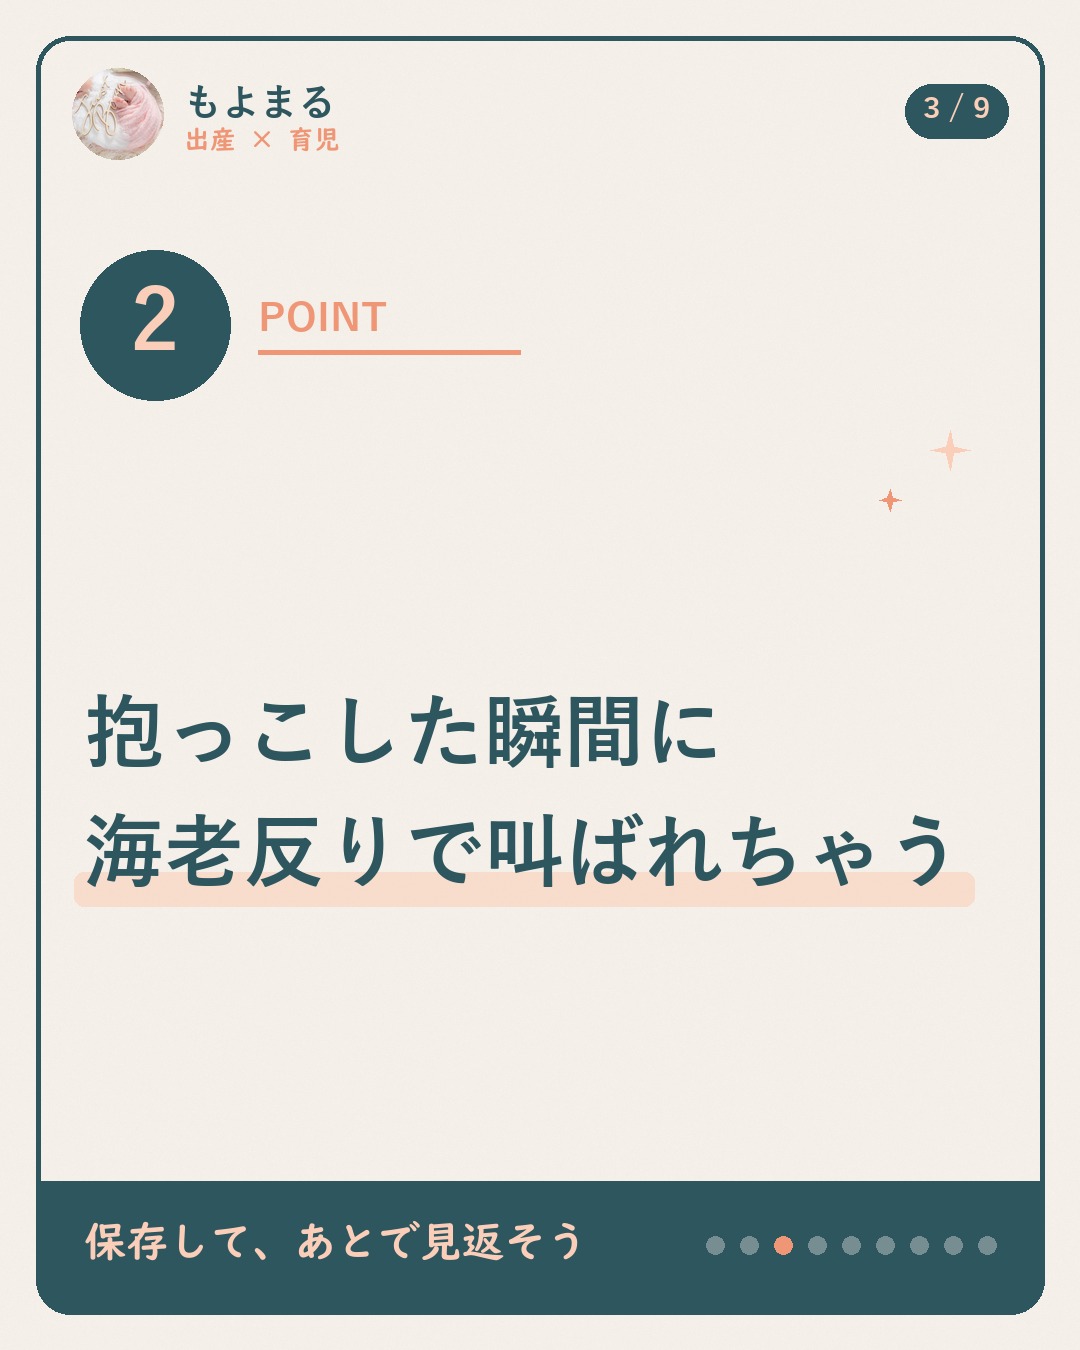 もよまる
出産 × 育児
3 / 9
2
POINT
抱っこした瞬間に
海老反りで叫ばれちゃう
保存して、あとで見返そう